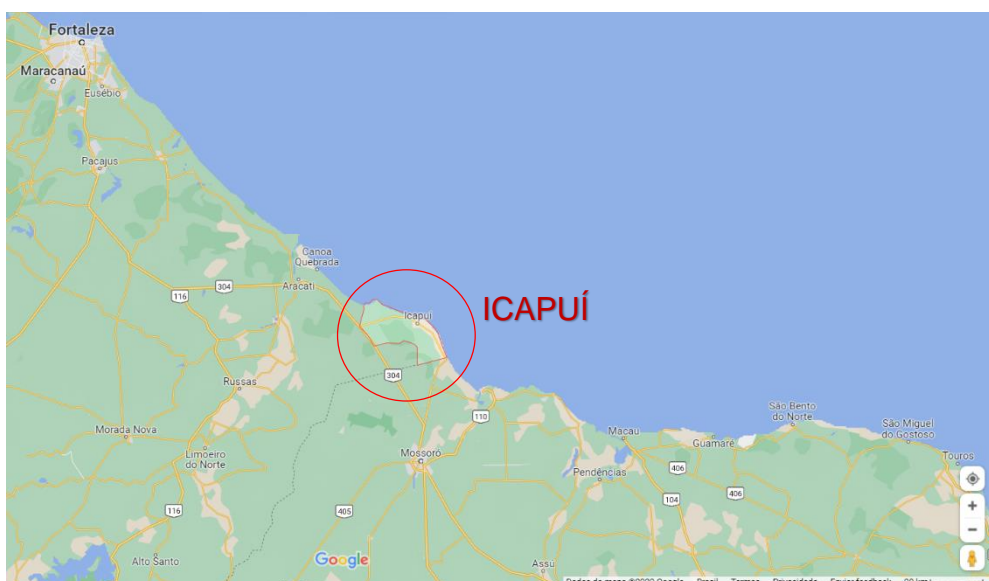 Fortaleza
Maracanaú
Eusébio
Pacajus
Canoa
Quebrada
304
Aracati
116
Icapuí
ICAPUÍ
304
Russas
110
São Bento
do Norte
São Miguel
do Gostoso
Morada Nova
Macau
Guamaré
Limoeiro
do Norte
Mossoró
Touros
Pendências
406
406
104
116
405
Alto Santo
Google
Assu